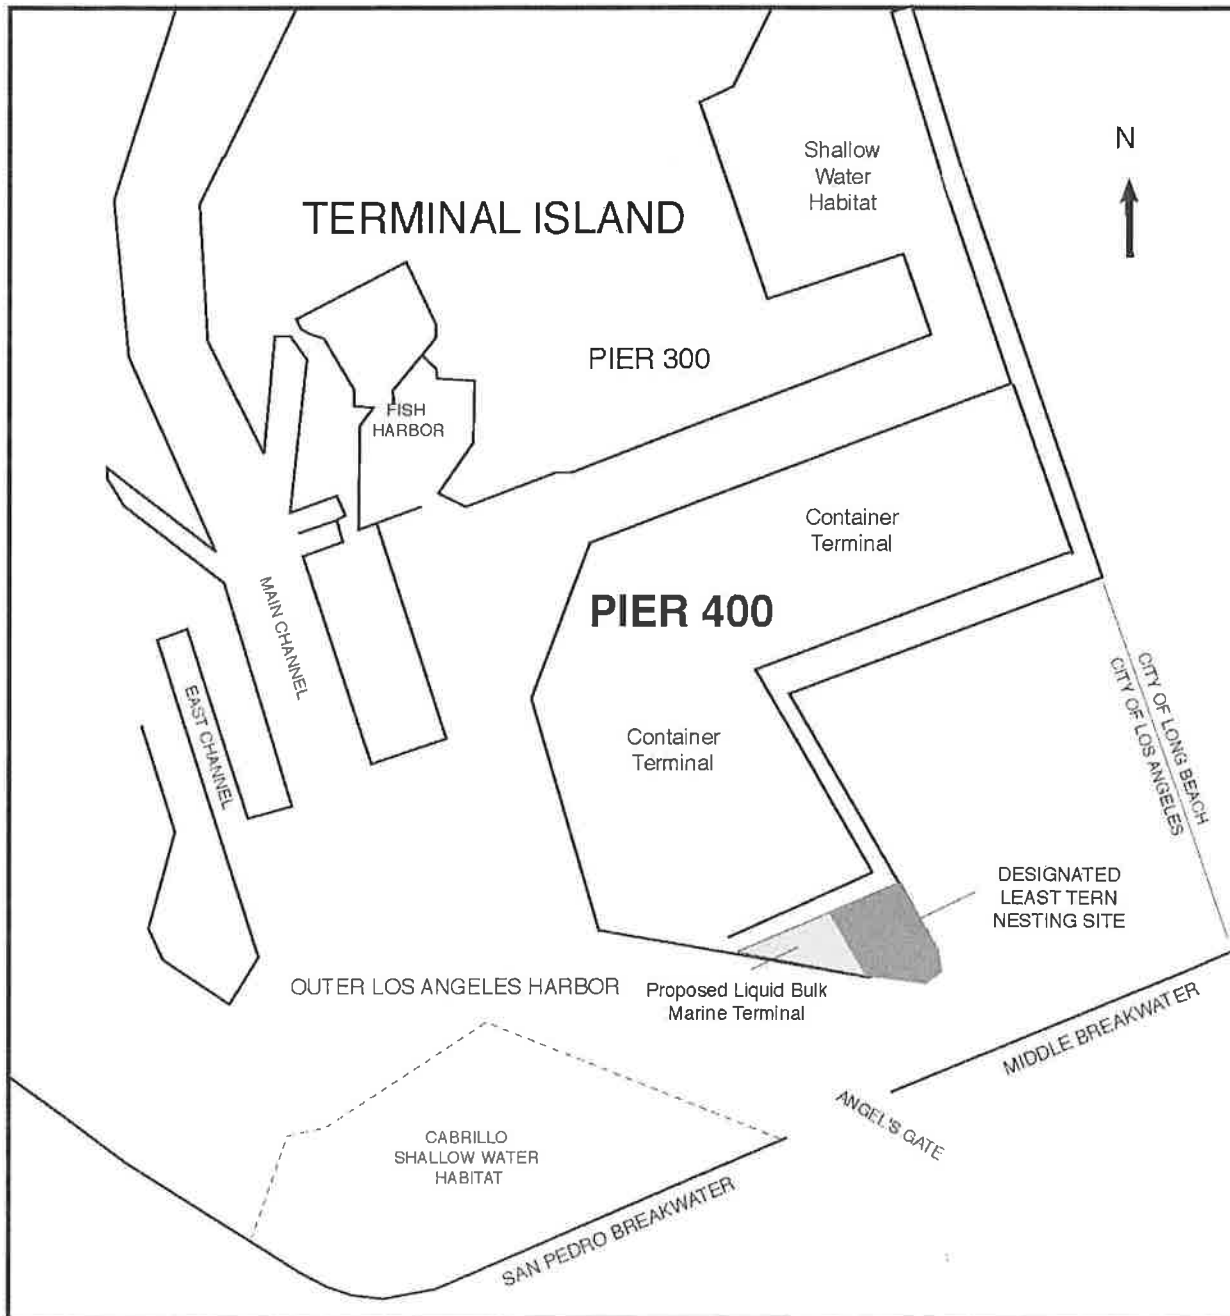 N
Shallow
Water
Habitat
TERMINAL ISLAND
PIER 300
FISH
HARBOR
Container
Terminal
MAIN CHANNEL
PIER 400
EAST CHANNEL
Container
Terminal
CITY OF LONG BEACH
CITY OF LOS ANGELES
DESIGNATED
LEAST TERN
NESTING SITE
OUTER LOS ANGELES HARBOR
Proposed Liquid Bulk
Marine Terminal
MIDDLE BREAKWATER
ANGEL'S GATE
CABRILLO
SHALLOW WATER
HABITAT
SAN PEDRO BREAKWATER